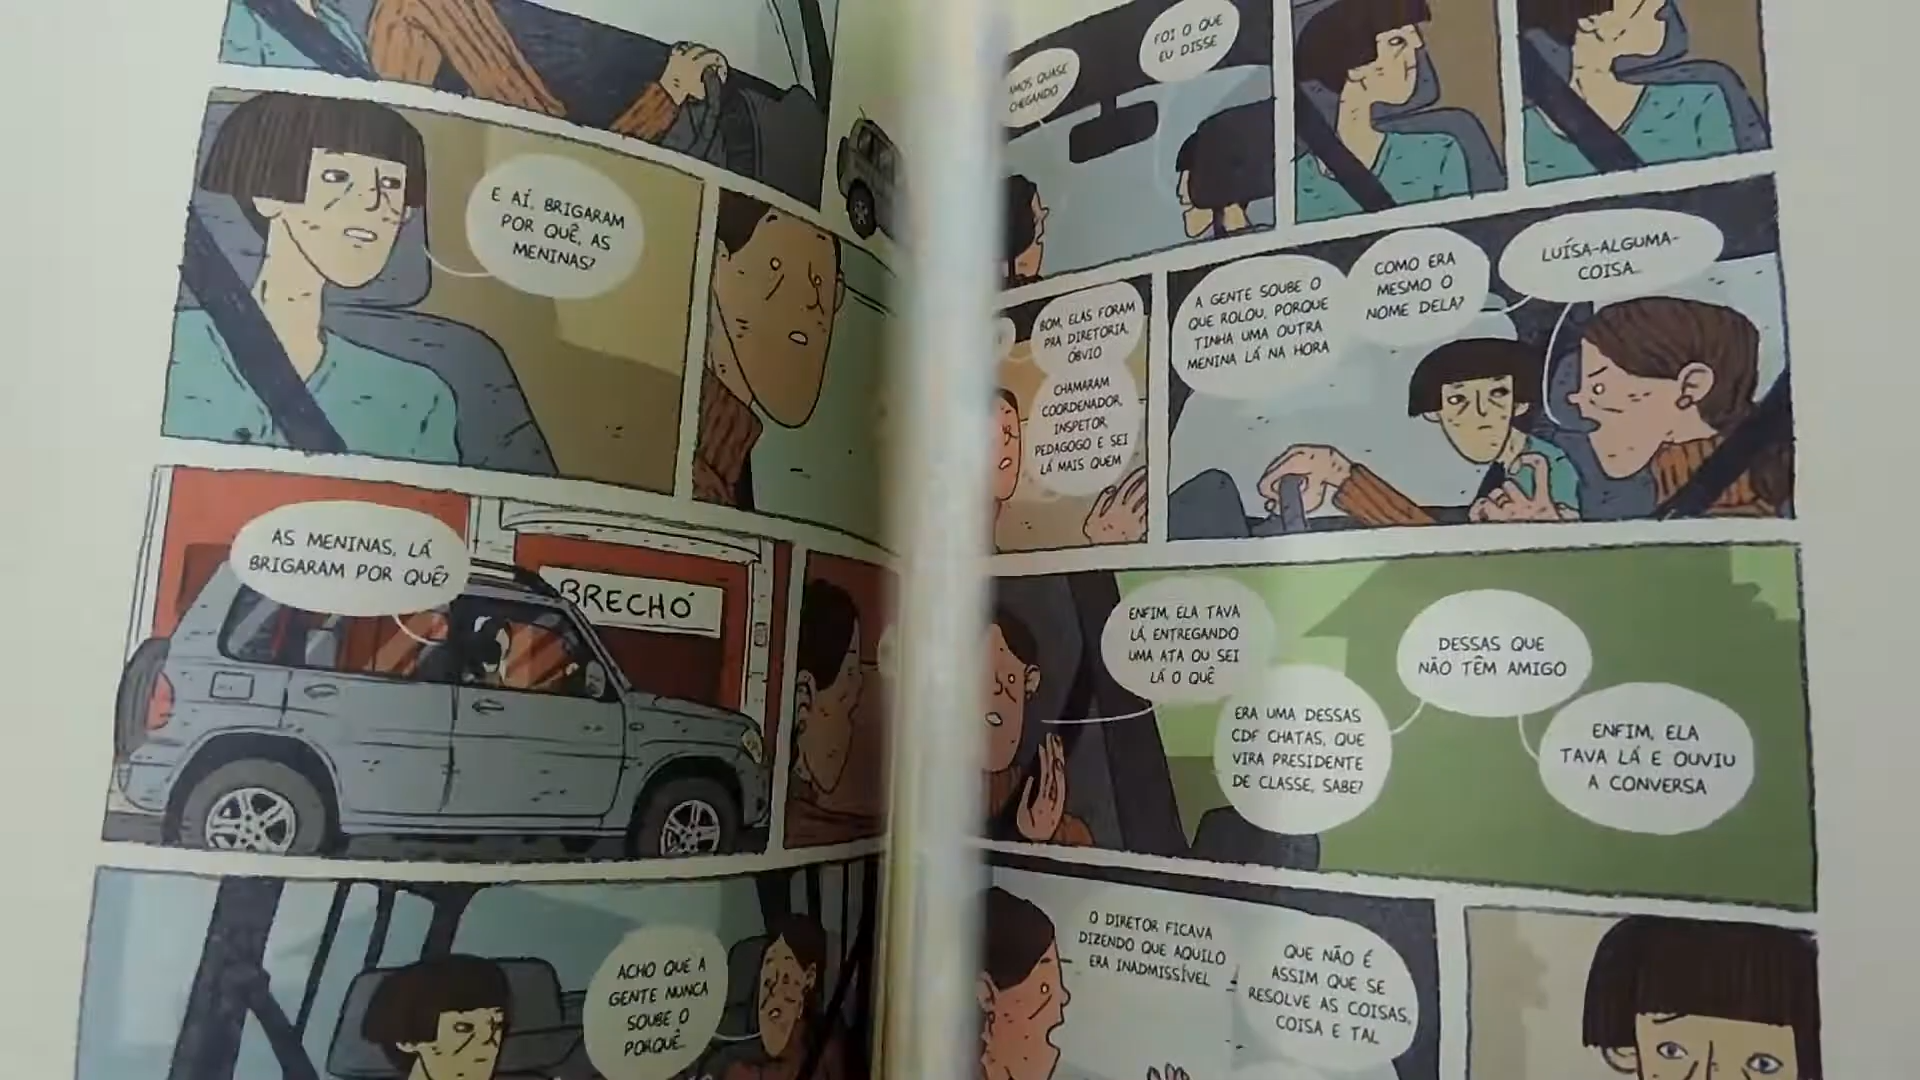 E AÍ, BRIGARAM
POR QUÊ, AS
MENINAS?
AS MENINAS, LÁ
BRIGARAM POR QUÊ?
BRECHÓ
ACHO QUE A
GENTE NUNCA
SOUBE O
PORQUÊ...
QUASE
CHEGANDO
FOI O QUE
EU DISSE
BOM, ELAS FORAM
PRA DIRETORIA,
ÓBVIO
CHAMARAM
COORDENADOR,
INSPETOR,
PEDAGOGO E SEI
LÁ MAIS QUEM
A GENTE SOUBE O
QUE ROLOU, PORQUE
TINHA UMA OUTRA
MENINA LÁ NA HORA
COMO ERA
MESMO O
NOME DELA?
LUÍSA-ALGUMA-
COISA...
ENFIM, ELA TAVA
LÁ, ENTREGANDO
UMA ATA OU SEI
LÁ O QUÊ
ERA UMA DESSAS
CDF CHATAS, QUE
VIRA PRESIDENTE
DE CLASSE, SABE?
DESSAS QUE
NÃO TÊM AMIGO
ENFIM, ELA
TAVA LÁ E OUVIU
A CONVERSA
O DIRETOR FICAVA
DIZENDO QUE AQUILO
ERA INADMISSÍVEL
QUE NÃO É
ASSIM QUE SE
RESOLVE AS COISAS,
COISA E TAL